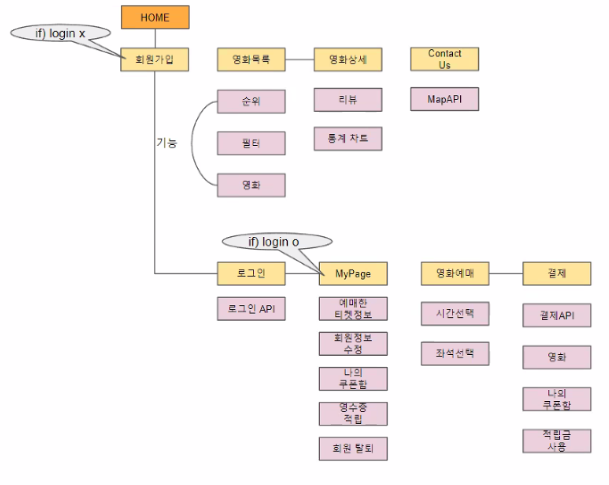 HOME
if) login x
회원가입
영화목록
영화상세
Contact
Us
순위
리뷰
MapAPI
기능
필터
통계 차트
영화
if) login o
로그인
MyPage
영화예매
결제
로그인 API
예매한
티켓정보
시간선택
결제API
회원정보
수정
좌석선택
영화
나의
쿠폰함
나의
쿠폰함
영수증
적립
적립금
사용
회원 탈퇴